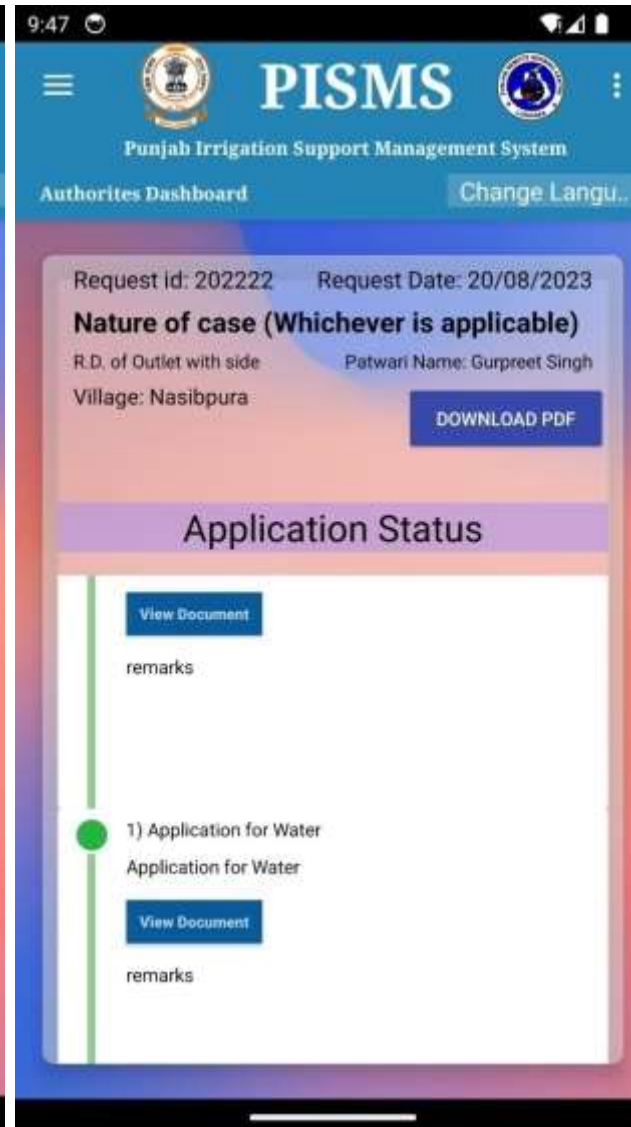 9:47
PISMS
Punjab Irrigation Support Management System
Authorites Dashboard
Change Langu..
Request id: 202222 Request Date: 20/08/2023
Nature of case (Whichever is applicable)
R.D. of Outlet with side Patwari Name: Gurpreet Singh
Village: Nasibpura
DOWNLOAD PDF
Application Status
View Document
remarks
1) Application for Water
Application for Water
View Document
remarks